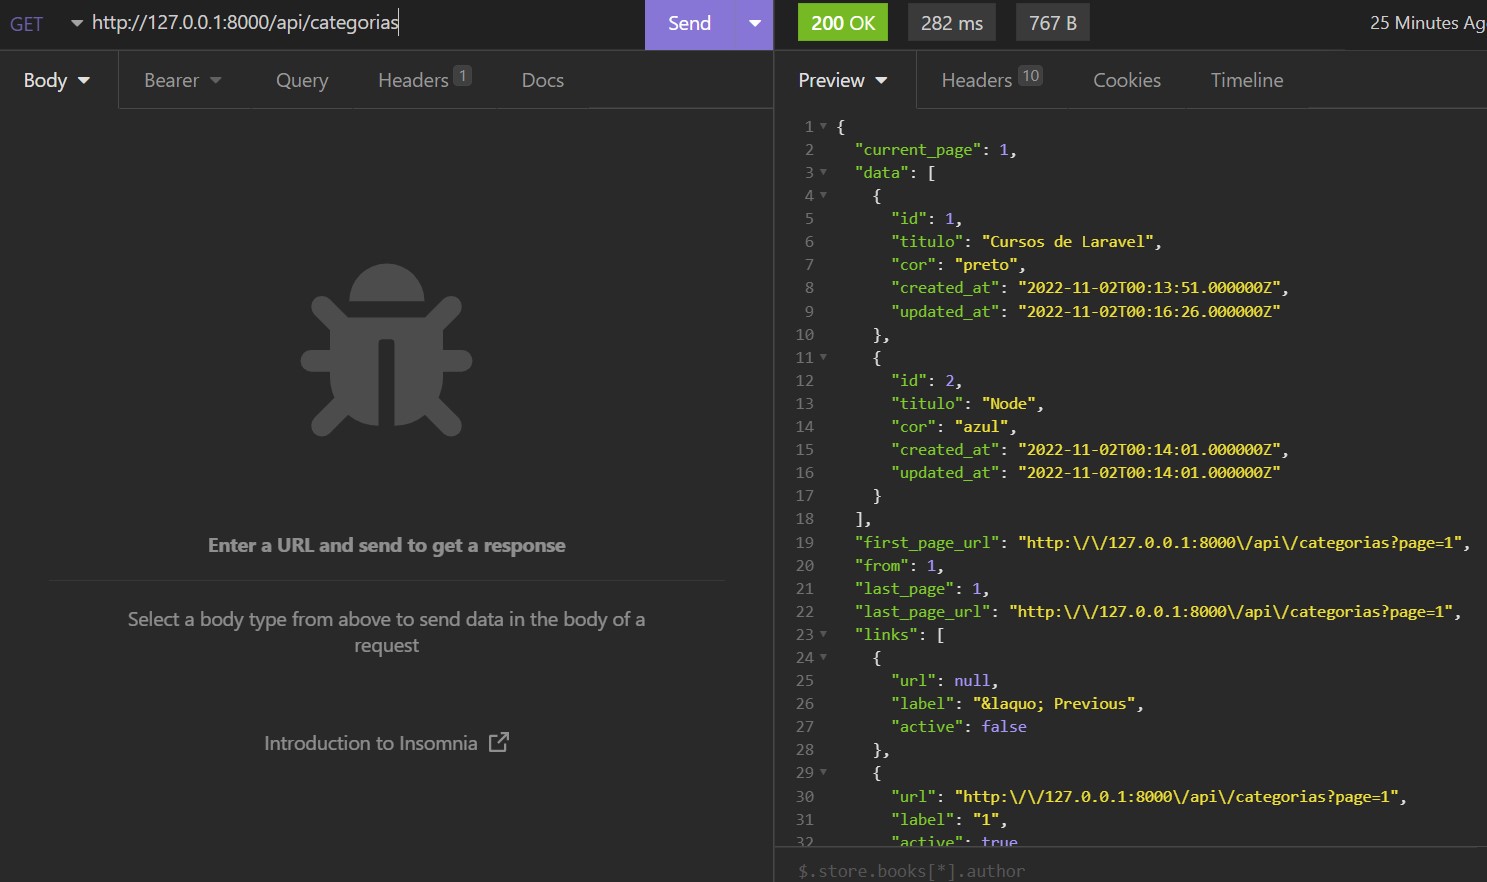 GET http://127.0.0.1:8000/api/categorias Send
Body Bearer Query Headers 1 Docs
Enter a URL and send to get a response
Select a body type from above to send data in the body of a
request
Introduction to Insomnia
200 OK 282 ms 767 B 25 Minutes Ag
Preview Headers 10 Cookies Timeline
1 {
2 "current_page": 1,
3 "data": [
4 {
5 "id": 1,
6 "titulo": "Cursos de Laravel",
7 "cor": "preto",
8 "created_at": "2022-11-02T00:13:51.000000Z",
9 "updated_at": "2022-11-02T00:16:26.000000Z"
10 },
11 {
12 "id": 2,
13 "titulo": "Node",
14 "cor": "azul",
15 "created_at": "2022-11-02T00:14:01.000000Z",
16 "updated_at": "2022-11-02T00:14:01.000000Z"
17 }
18 ],
19 "first_page_url": "http:\/\/127.0.0.1:8000\/api\/categorias?page=1",
20 "from": 1,
21 "last_page": 1,
22 "last_page_url": "http:\/\/127.0.0.1:8000\/api\/categorias?page=1",
23 "links": [
24 {
25 "url": null,
26 "label": "&laquo; Previous",
27 "active": false
28 },
29 {
30 "url": "http:\/\/127.0.0.1:8000\/api\/categorias?page=1",
31 "label": "1",
32 "active": true
$.store.books[*].author